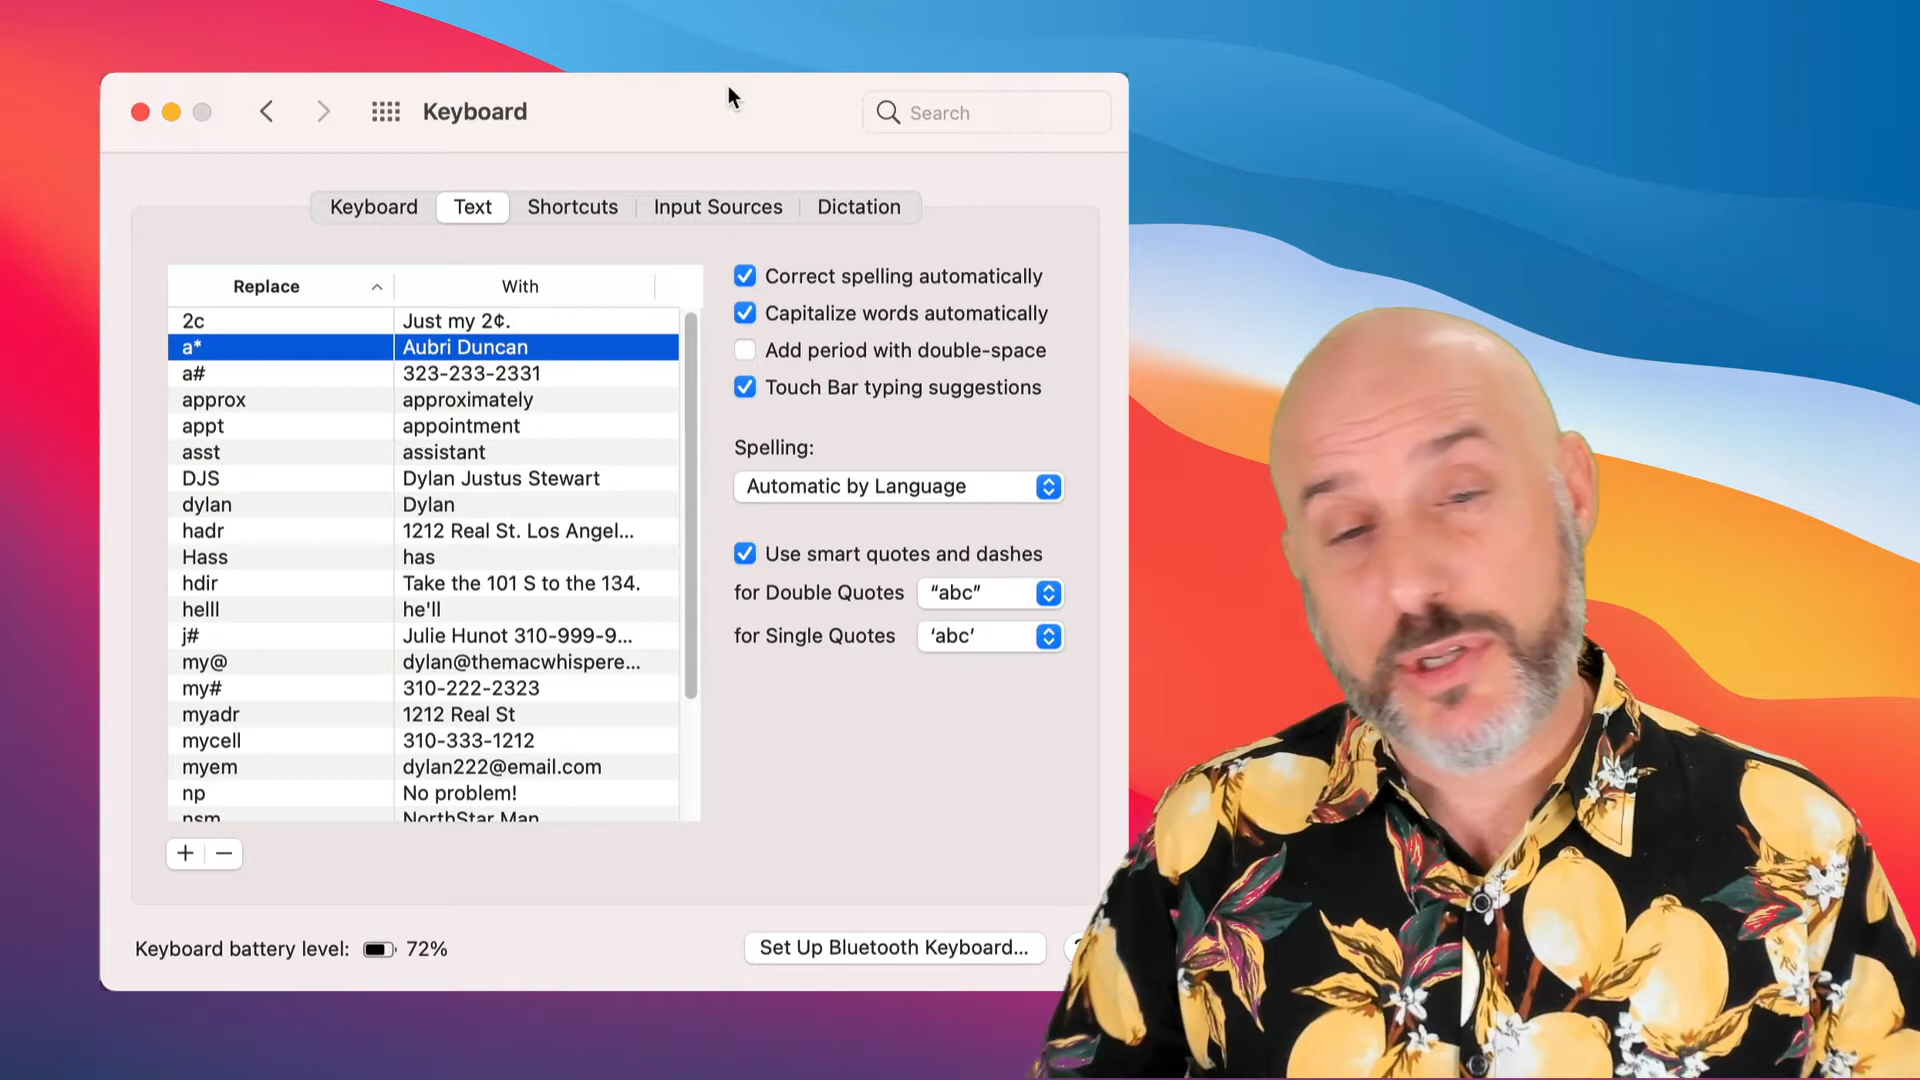 Keyboard
Search
Keyboard Text Shortcuts Input Sources Dictation
Replace With
2c Just my 2¢.
a* Aubri Duncan
a# 323-233-2331
approx approximately
appt appointment
asst assistant
DJS Dylan Justus Stewart
dylan Dylan
hadr 1212 Real St. Los Angel...
Hass has
hdir Take the 101 S to the 134.
helll he'll
j# Julie Hunot 310-999-9...
my@ dylan@themacwhispere...
my# 310-222-2323
myadr 1212 Real St
mycell 310-333-1212
myem dylan222@email.com
np No problem!
nsm NorthStar Man
Correct spelling automatically
Capitalize words automatically
Add period with double-space
Touch Bar typing suggestions
Spelling:
Automatic by Language
Use smart quotes and dashes
for Double Quotes “abc”
for Single Quotes ‘abc’
Keyboard battery level: 72%
Set Up Bluetooth Keyboard...